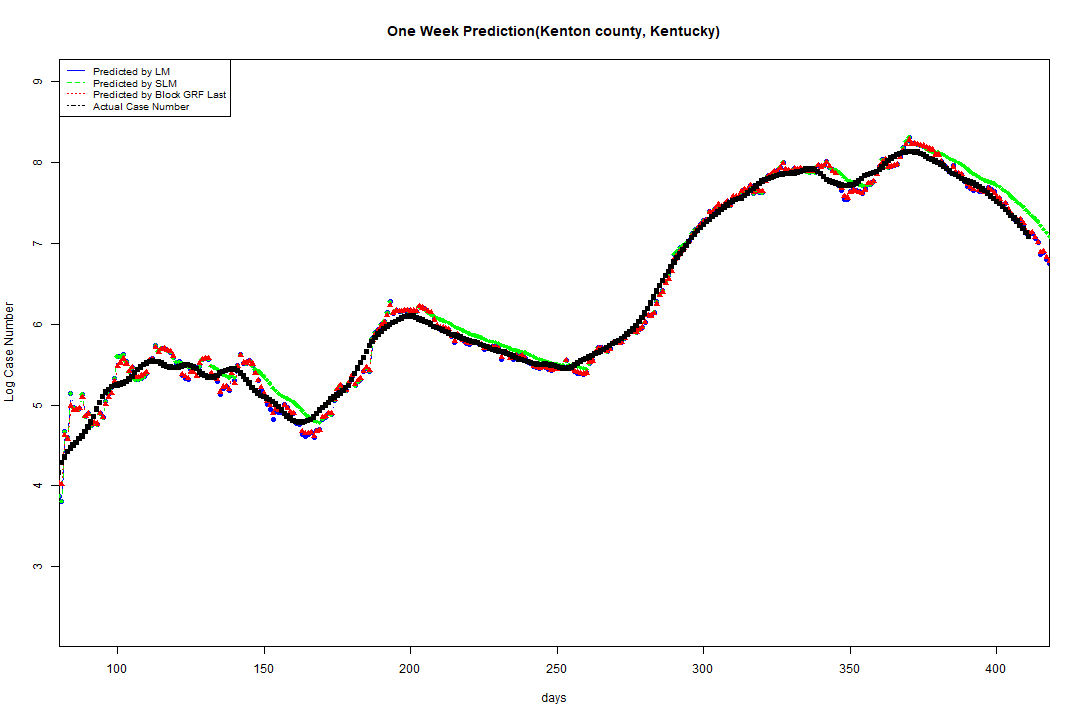 One Week Prediction(Kenton county, Kentucky)
Predicted by LM
Predicted by SLM
Predicted by Block GRF Last
Actual Case Number
9
8
7
6
5
4
3
Log Case Number
100 150 200 250 300 350 400
days